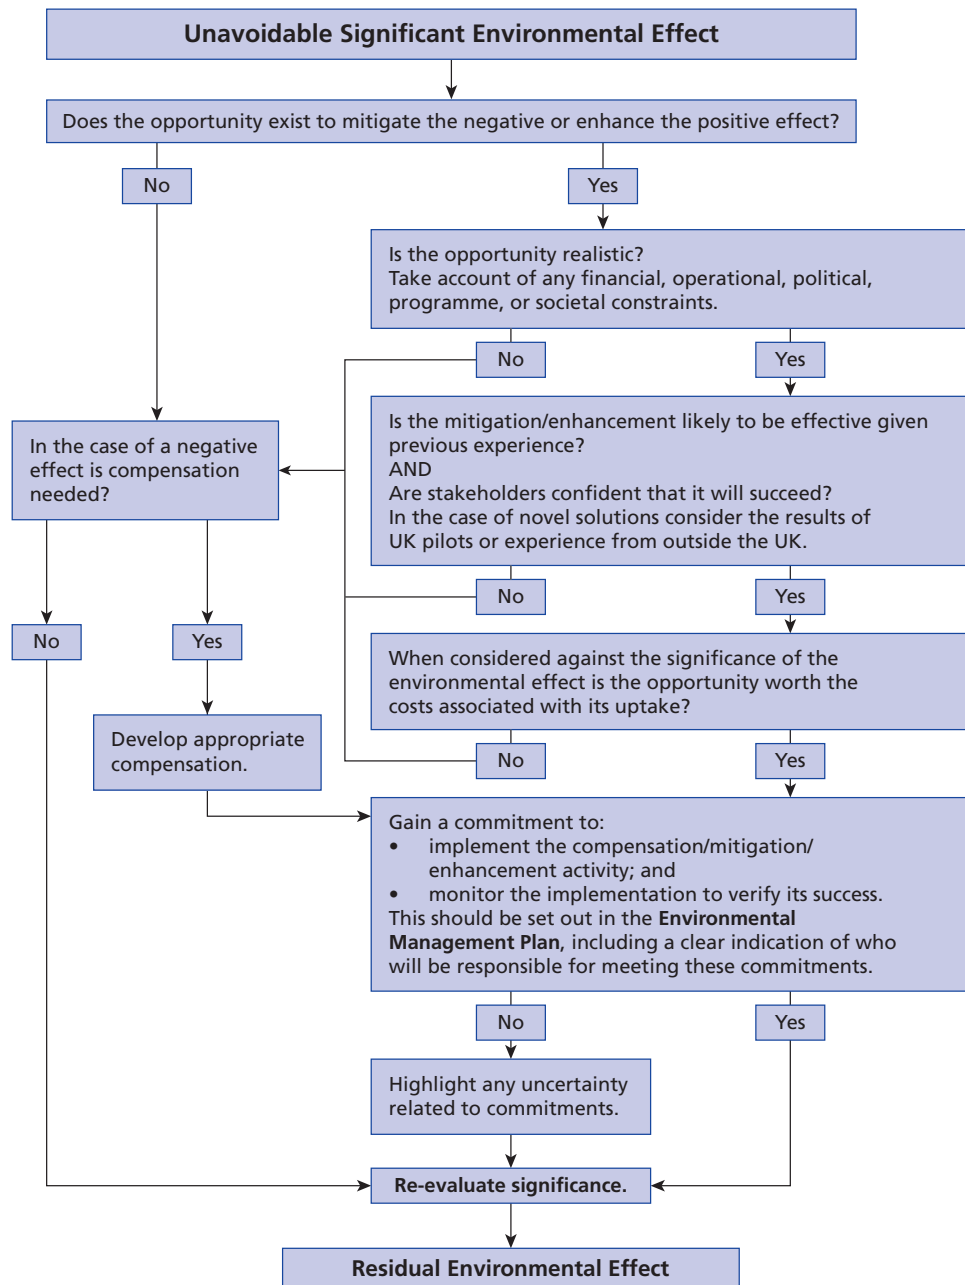 Unavoidable Significant Environmental Effect
Does the opportunity exist to mitigate the negative or enhance the positive effect?
No
Yes
Is the opportunity realistic?
Take account of any financial, operational, political,
programme, or societal constraints.
No
Yes
In the case of a negative
effect is compensation
needed?
Is the mitigation/enhancement likely to be effective given
previous experience?
AND
Are stakeholders confident that it will succeed?
In the case of novel solutions consider the results of
UK pilots or experience from outside the UK.
No
Yes
No
Yes
When considered against the significance of the
environmental effect is the opportunity worth the
costs associated with its uptake?
Develop appropriate
compensation.
No
Yes
Gain a commitment to:
• implement the compensation/mitigation/
enhancement activity; and
• monitor the implementation to verify its success.
This should be set out in the Environmental
Management Plan, including a clear indication of who
will be responsible for meeting these commitments.
No
Yes
Highlight any uncertainty
related to commitments.
Re-evaluate significance.
Residual Environmental Effect